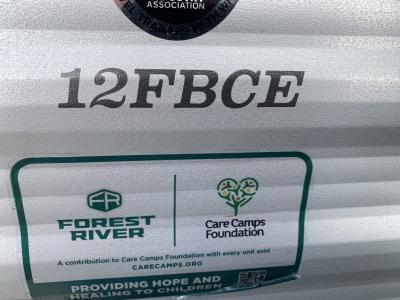 ASSOCIATION
12FBCE
FR
FOREST RIVER
Care Camps Foundation
A contribution to Care Camps Foundation with every unit sold
CARECAMPS.ORG
PROVIDING HOPE AND
HEALING TO CHILDREN